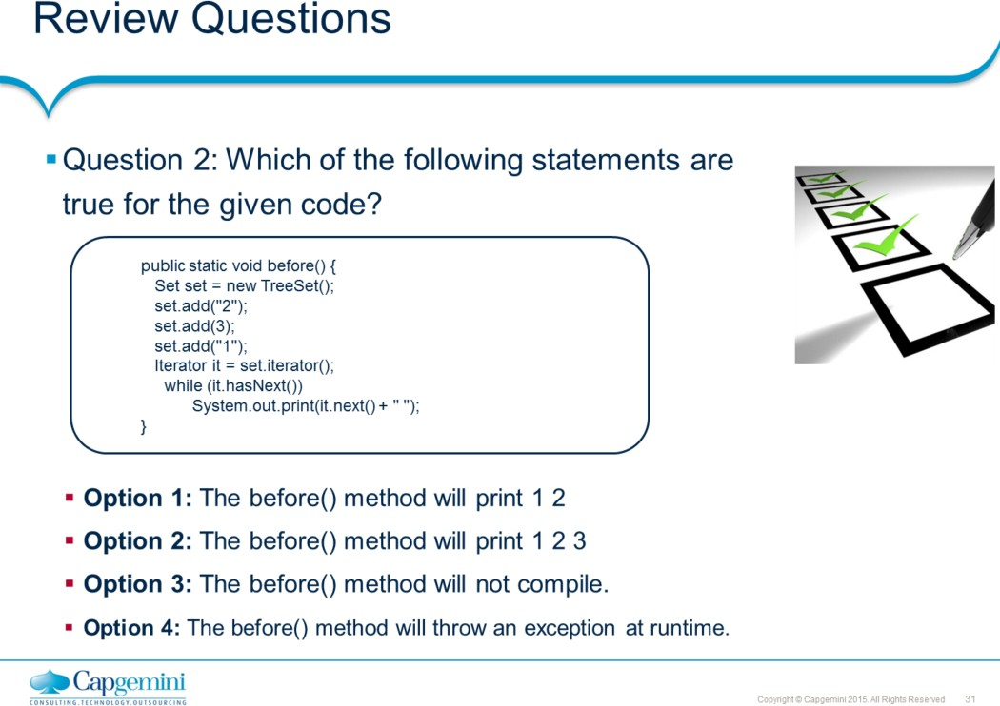 Review Questions
Question 2: Which of the following statements are
true for the given code?
public static void before() {
Set set = new TreeSet();
set.add("2");
set.add(3);
set.add("1");
Iterator it = set.iterator();
while (it.hasNext())
System.out.print(it.next() + " ");
}
Option 1: The before() method will print 1 2
Option 2: The before() method will print 1 2 3
Option 3: The before() method will not compile.
Option 4: The before() method will throw an exception at runtime.
Capgemini
CONSULTING.TECHNOLOGY.OUTSOURCING
Copyright © Capgemini 2015. All Rights Reserved 31